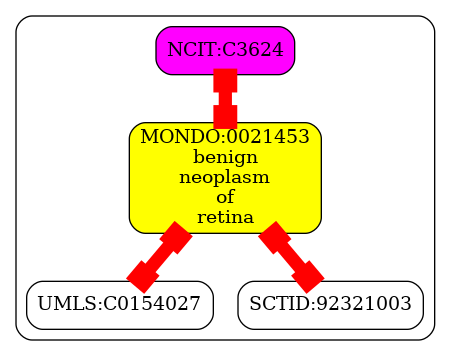 NCIT:C3624
MONDO:0021453
benign
neoplasm
of
retina
UMLS:C0154027
SCTID:92321003